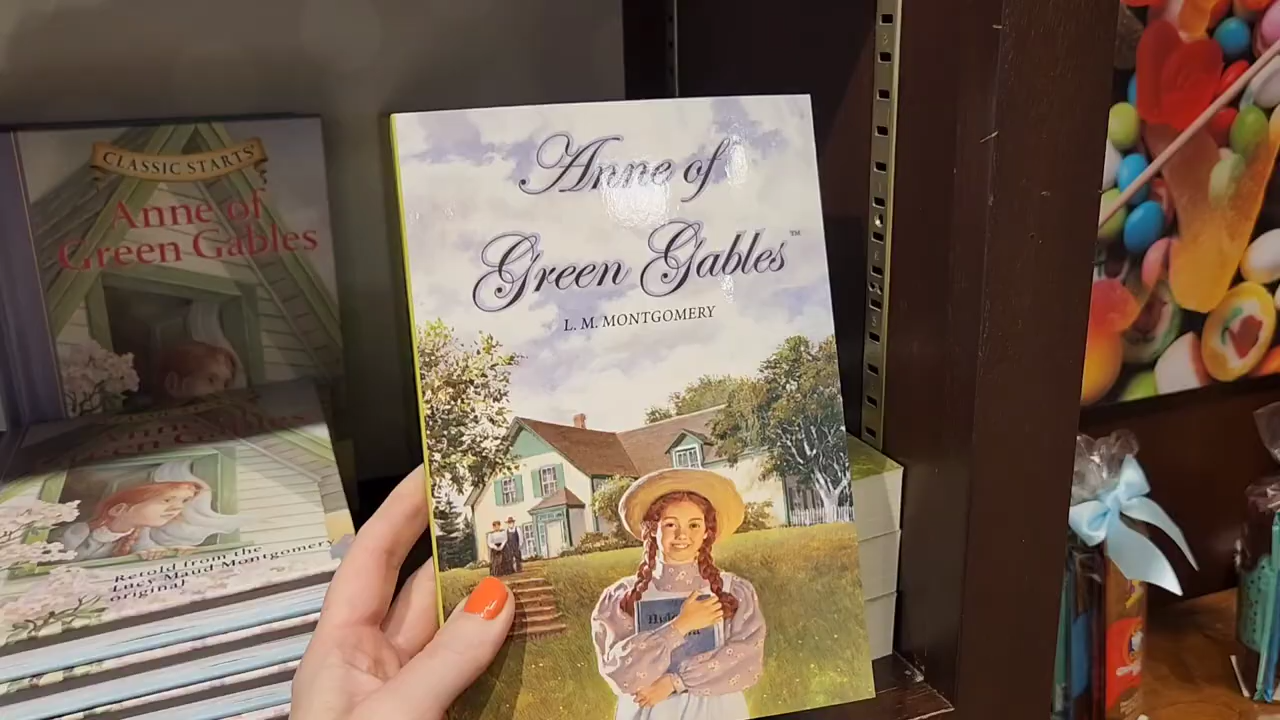 CLASSIC STARTS®
Anne of
Green Gables
Retold from the
Lucy Maud Montgomery
original
Anne of
Green Gables™
L. M. MONTGOMERY